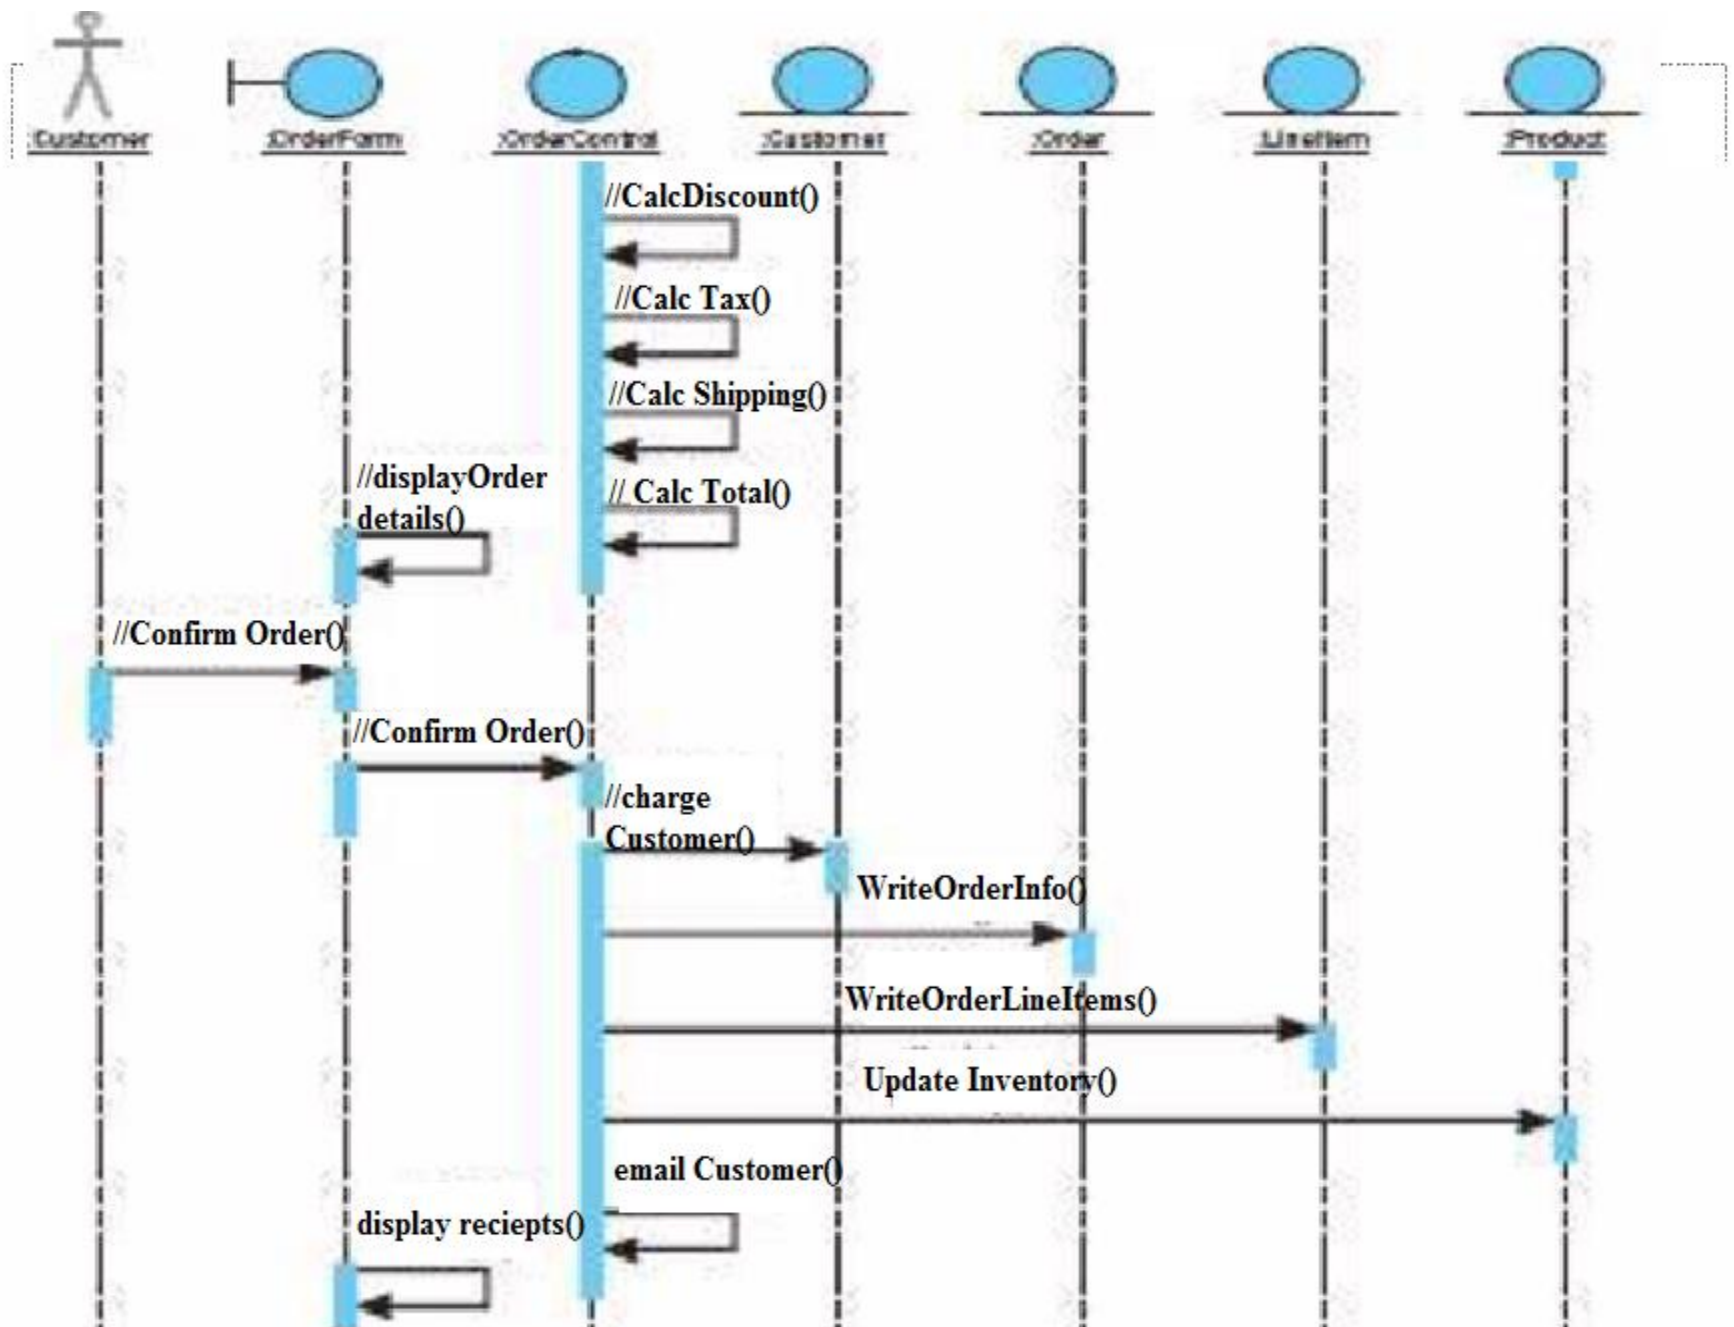 :Customer
:OrderForm
:OrderControl
:Customer
:Order
:LineItem
:Product
//CalcDiscount()
//Calc Tax()
//Calc Shipping()
// Calc Total()
//displayOrder
details()
//Confirm Order()
//Confirm Order()
//charge
Customer()
WriteOrderInfo()
WriteOrderLineItems()
Update Inventory()
email Customer()
display reciepts()